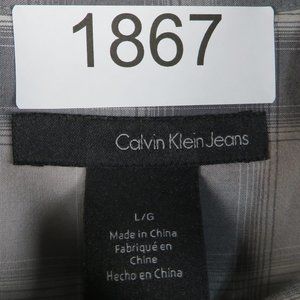 1867
Calvin Klein Jeans
L/G
Made in China
Fabriqué en
Chine
Hecho en China